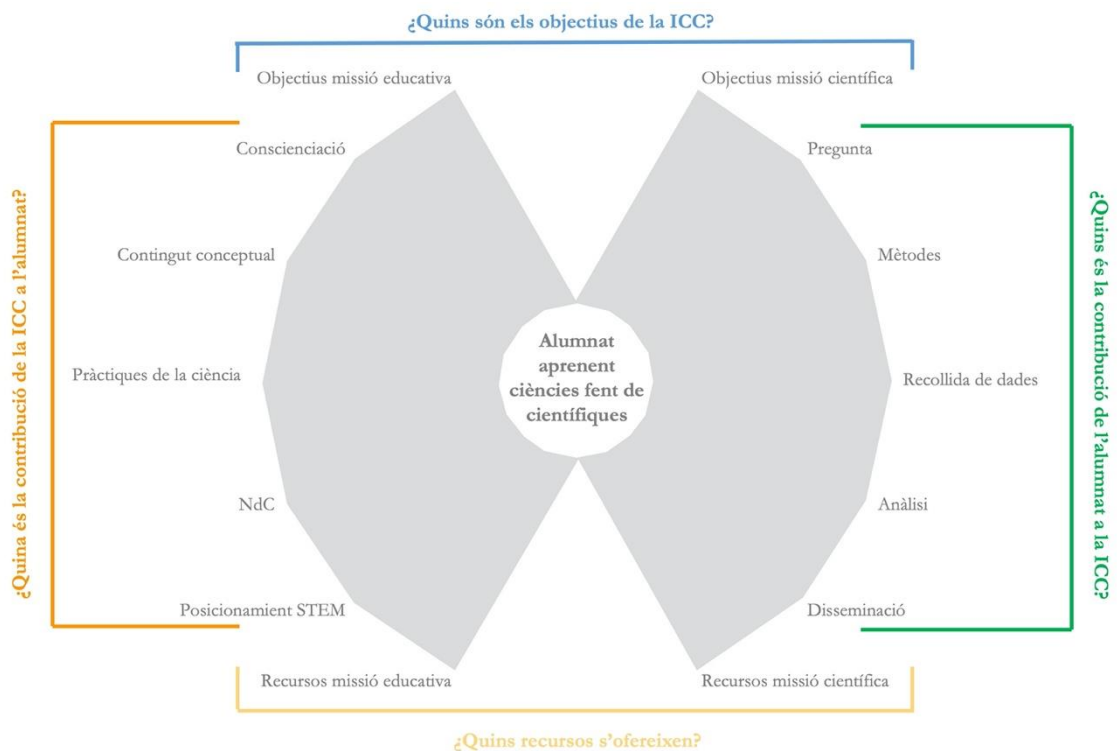 ¿Quins són els objectius de la ICC?
Objectius missió educativa
Objectius missió científica
Conscienciació
Pregunta
Contingut conceptual
Mètodes
¿Quina és la contribució de la ICC a l'alumnat?
¿Quins és la contribució de l'alumnat a la ICC?
Alumnat
aprenent
ciències fent de
científiques
Pràctiques de la ciència
Recollida de dades
NdC
Anàlisi
Posicionamient STEM
Disseminació
Recursos missió educativa
Recursos missió científica
¿Quins recursos s'ofereixen?